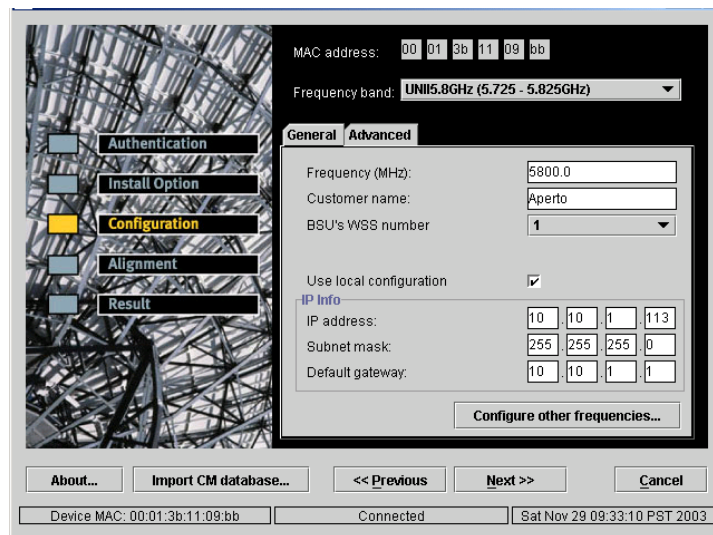 MAC address: 00 01 3b 11 09 bb
Frequency band: UNII5.8GHz (5.725 - 5.825GHz)
Authentication
Install Option
Configuration
Alignment
Result
General Advanced
Frequency (MHz): 5800.0
Customer name: Aperto
BSU's WSS number 1
Use local configuration
IP Info
IP address: 10 . 10 . 1 . 113
Subnet mask: 255 . 255 . 255 . 0
Default gateway: 10 . 10 . 1 . 1
Configure other frequencies...
About... Import CM database... << Previous Next >> Cancel
Device MAC: 00:01:3b:11:09:bb Connected Sat Nov 29 09:33:10 PST 2003